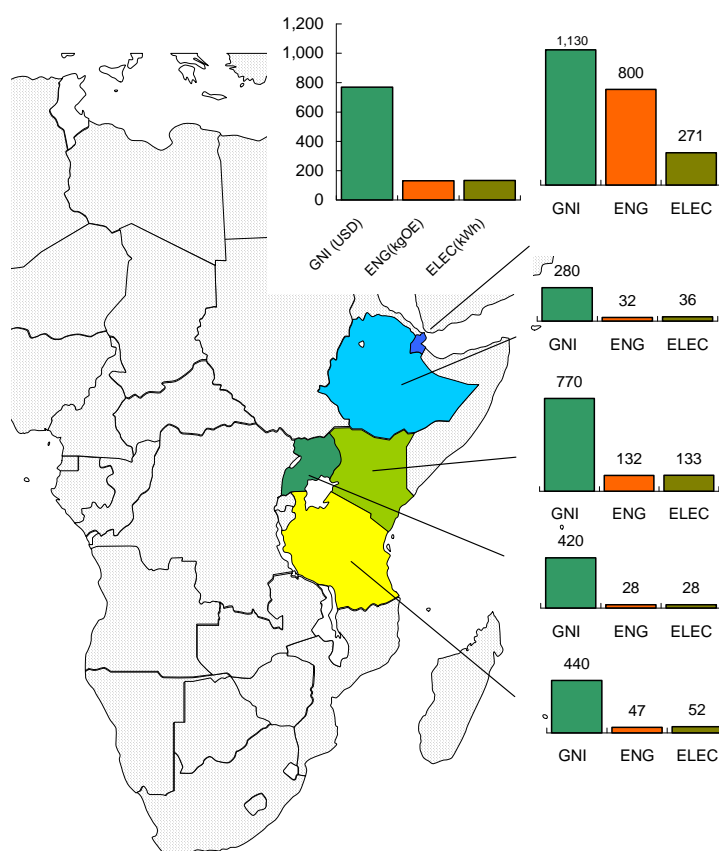 1,200
1,000
800
600
400
200
0
GNI (USD)
ENG(kgOE)
ELEC(kWh)
1,130
800
271
GNI ENG ELEC
280
32
36
GNI ENG ELEC
770
132
133
GNI ENG ELEC
420
28
28
GNI ENG ELEC
440
47
52
GNI ENG ELEC